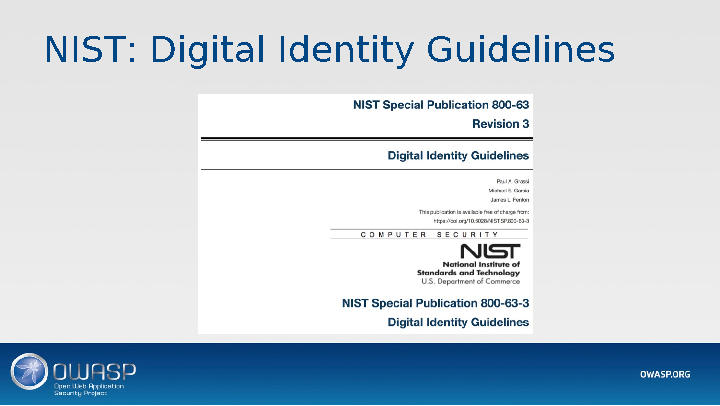 NIST: Digital Identity Guidelines
NIST Special Publication 800-63
Revision 3
Digital Identity Guidelines
Paul A. Grassi
Michael E. Garcia
James L. Fenton
This publication is available free of charge from:
https://doi.org/10.6028/NIST.SP.800-63-3
COMPUTER SECURITY
NIST
National Institute of
Standards and Technology
U.S. Department of Commerce
NIST Special Publication 800-63-3
Digital Identity Guidelines
OWASP
Open Web Application
Security Project
OWASP.ORG